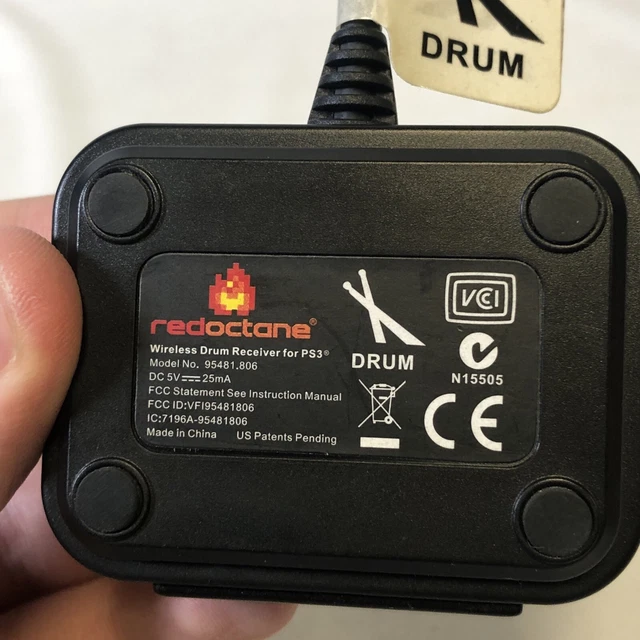 DRUM
redoctane®
Wireless Drum Receiver for PS3®
Model No. 95481.806
DC 5V⎓25mA
FCC Statement See Instruction Manual
FCC ID:VFI95481806
IC:7196A-95481806
Made in China US Patents Pending
DRUM
VCCI
N15505
CE